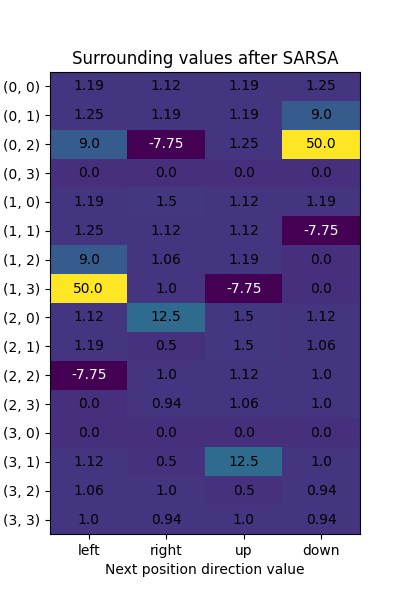 Surrounding values after SARSA
(0, 0) 1.19 1.12 1.19 1.25
(0, 1) 1.25 1.19 1.19 9.0
(0, 2) 9.0 -7.75 1.25 50.0
(0, 3) 0.0 0.0 0.0 0.0
(1, 0) 1.19 1.5 1.12 1.19
(1, 1) 1.25 1.12 1.12 -7.75
(1, 2) 9.0 1.06 1.19 0.0
(1, 3) 50.0 1.0 -7.75 0.0
(2, 0) 1.12 12.5 1.5 1.12
(2, 1) 1.19 0.5 1.5 1.06
(2, 2) -7.75 1.0 1.12 1.0
(2, 3) 0.0 0.94 1.06 1.0
(3, 0) 0.0 0.0 0.0 0.0
(3, 1) 1.12 0.5 12.5 1.0
(3, 2) 1.06 1.0 0.5 0.94
(3, 3) 1.0 0.94 1.0 0.94
left right up down
Next position direction value